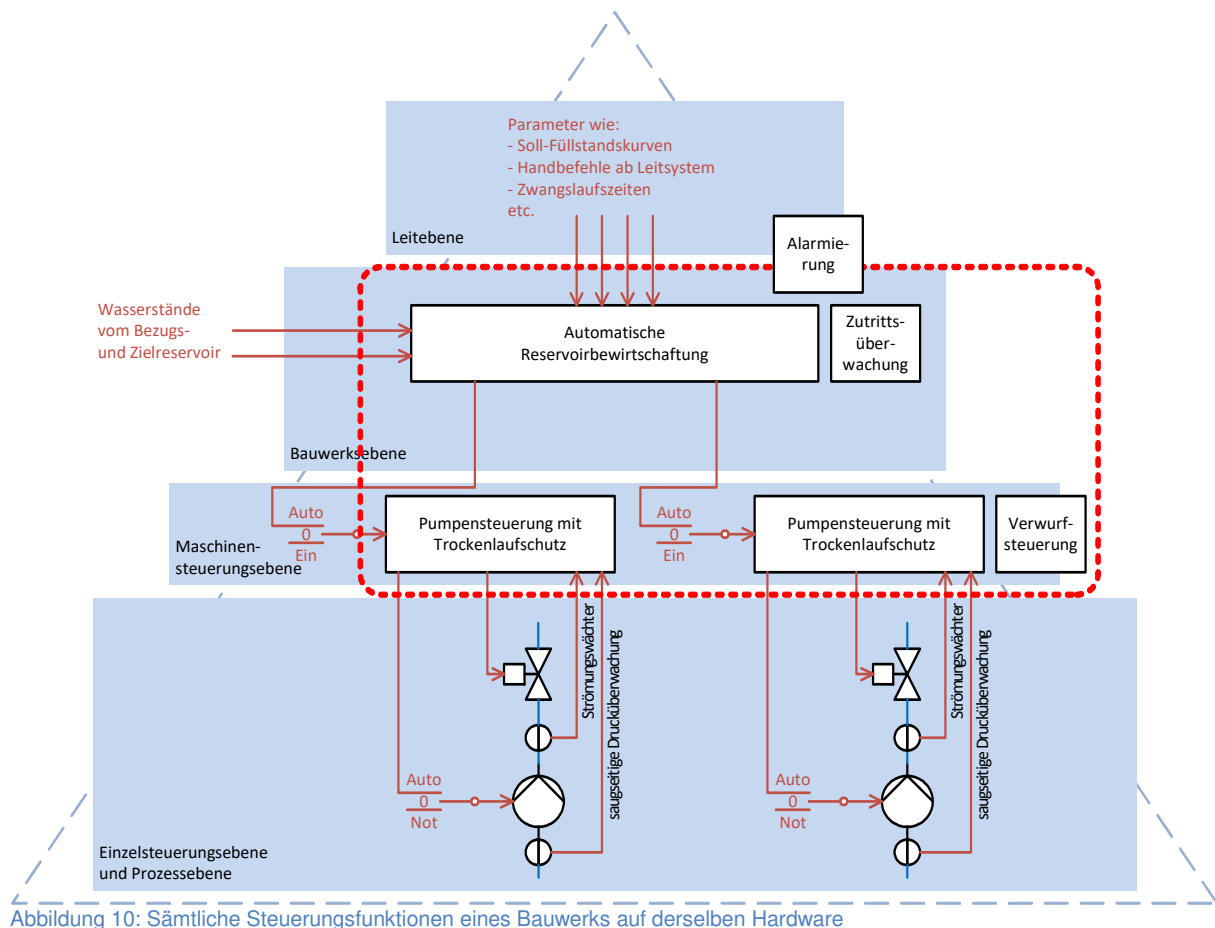 Parameter wie:
- Soll-Füllstandskurven
- Handbefehle ab Leitsystem
- Zwangslaufszeiten
etc.
Leitebene
Alarmie-
rung
Wasserstände
vom Bezugs-
und Zielreservoir
Automatische
Reservoirbewirtschaftung
Zutritts-
über-
wachung
Bauwerksebene
Auto
0
Ein
Pumpensteuerung mit
Trockenlaufschutz
Auto
0
Ein
Pumpensteuerung mit
Trockenlaufschutz
Verwurf-
steuerung
Maschinen-
steuerungsebene
Strömungswächter
saugseitige Drucküberwachung
Strömungswächter
saugseitige Drucküberwachung
Auto
0
Not
Auto
0
Not
Einzelsteuerungsebene
und Prozessebene
Abbildung 10: Sämtliche Steuerungsfunktionen eines Bauwerks auf derselben Hardware